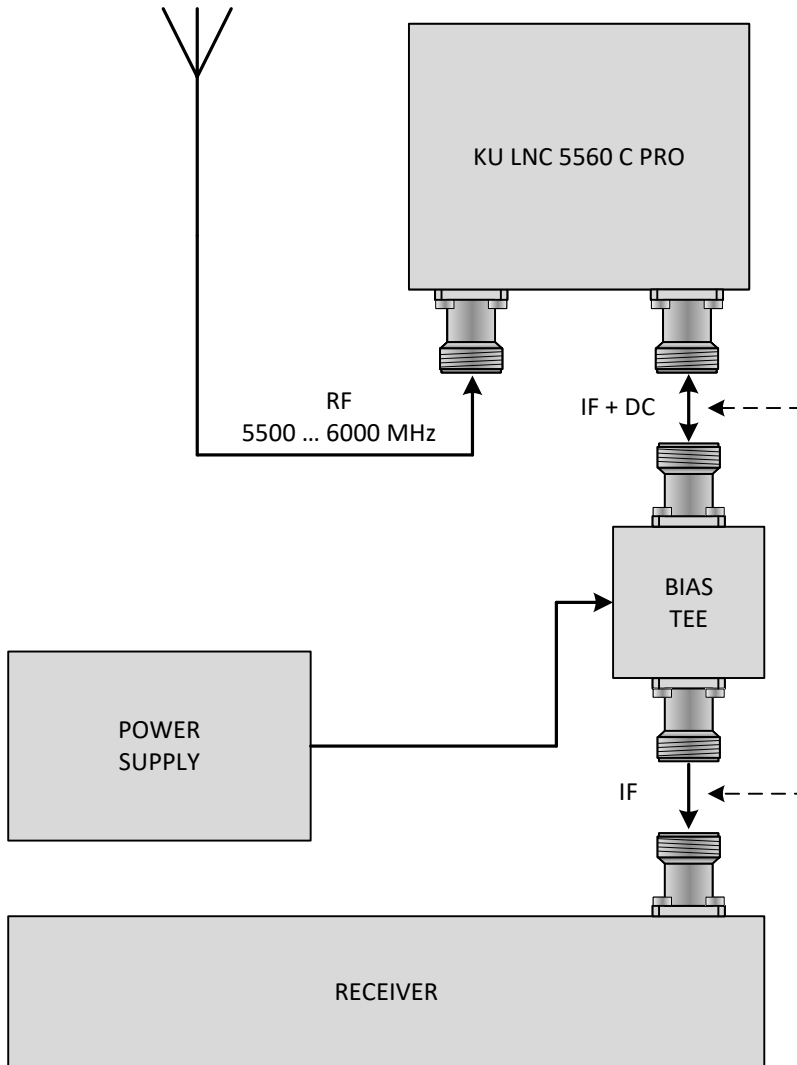 KU LNC 5560 C PRO
RF
5500 ... 6000 MHz
IF + DC
BIAS
TEE
POWER
SUPPLY
IF
RECEIVER